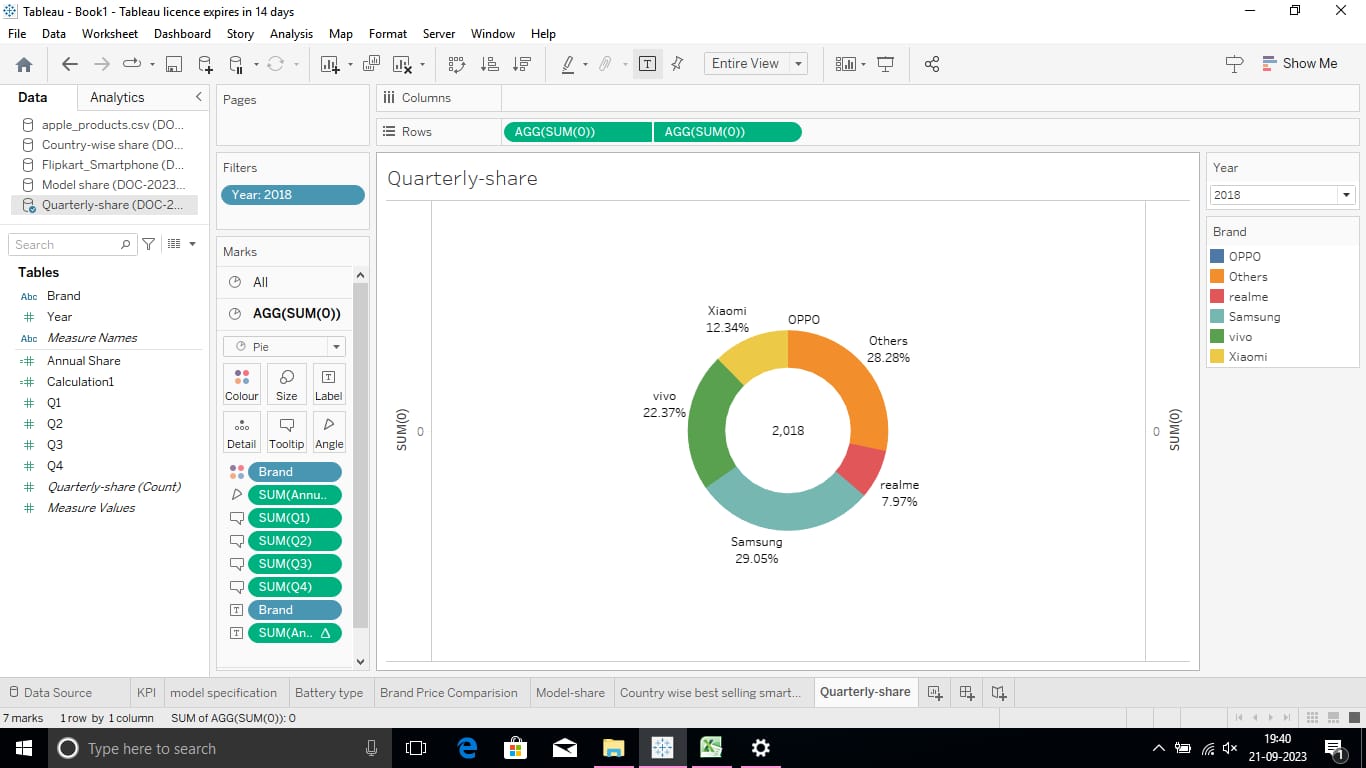 Tableau - Book1 - Tableau licence expires in 14 days
File Data Worksheet Dashboard Story Analysis Map Format Server Window Help
Entire View
Show Me
Data Analytics
apple_products.csv (DO...
Country-wise share (DO...
Flipkart_Smartphone (D...
Model share (DOC-2023...
Quarterly-share (DOC-2...
Search
Tables
Abc Brand
Year
Abc Measure Names
Annual Share
Calculation1
Q1
Q2
Q3
Q4
Quarterly-share (Count)
Measure Values
Pages
Filters
Year: 2018
Marks
All
AGG(SUM(0))
Pie
Colour Size Label
Detail Tooltip Angle
Brand
SUM(Annu..
SUM(Q1)
SUM(Q2)
SUM(Q3)
SUM(Q4)
Brand
SUM(An.. Δ
Columns
Rows AGG(SUM(0)) AGG(SUM(0))
Quarterly-share
SUM(0)
0
Xiaomi
12.34%
OPPO
Others
28.28%
vivo
22.37%
2,018
realme
7.97%
Samsung
29.05%
0
SUM(0)
Year
2018
Brand
OPPO
Others
realme
Samsung
vivo
Xiaomi
Data Source KPI model specification Battery type Brand Price Comparision Model-share Country wise best selling smart... Quarterly-share
7 marks 1 row by 1 column SUM of AGG(SUM(0)): 0
Type here to search
19:40
21-09-2023
1